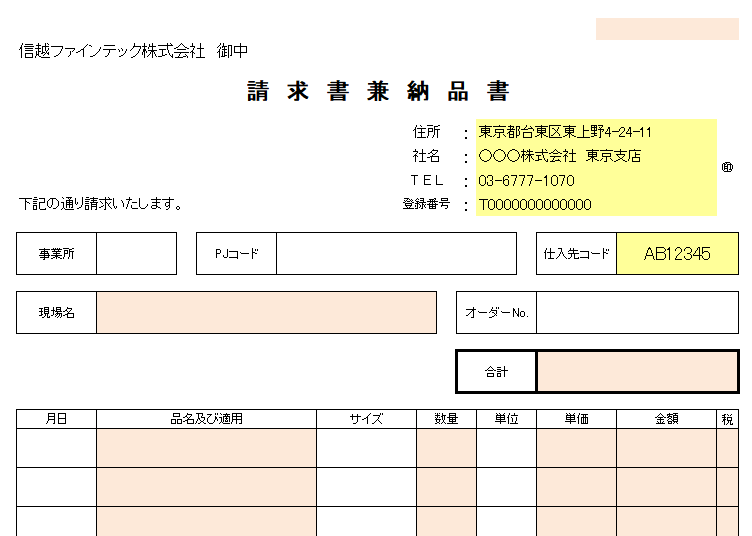 信越ファインテック株式会社　御中
請 求 書 兼 納 品 書
住所 : 東京都台東区東上野4-24-11
社名 : 〇〇〇株式会社　東京支店
㊞
ＴＥＬ : 03-6777-1070
下記の通り請求いたします。
登録番号 : T0000000000000
事業所
PJコード
仕入先コード AB12345
現場名
オーダーNo.
合計
月日 品名及び適用 サイズ 数量 単位 単価 金額 税